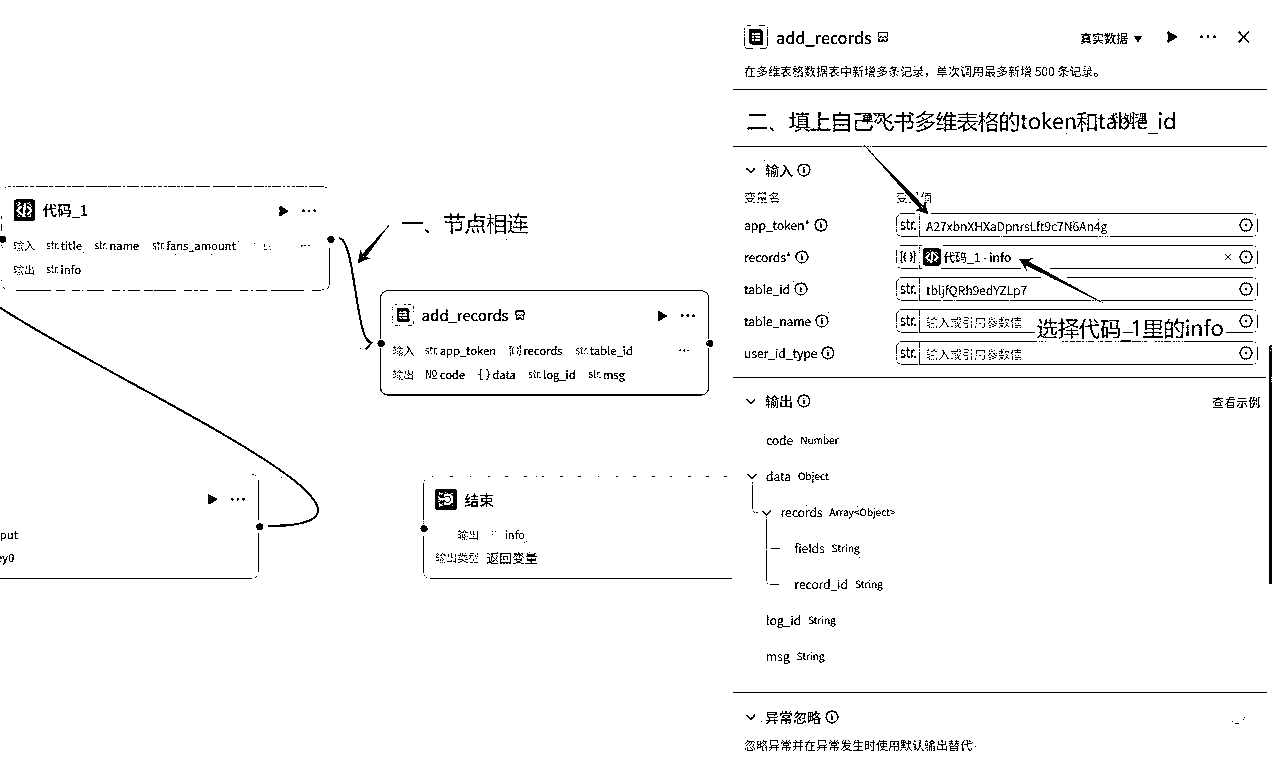 代码_1
输入 str.title str.name str.fans_amount ...
输出 str.info
一、节点相连
add_records
输入 str.app_token [{}]records str.table_id ...
输出 № code {} data str.log_id str.msg
put
ey0
结束
输出 info
输出类型 返回变量
add_records
真实数据
在多维表格数据表中新增多条记录，单次调用最多新增 500 条记录。
二、填上自己飞书多维表格的token和table_id
输入
变量名
app_token* str. A27xbnXHXaDpnrsLft9c7N6An4g
records* [{}] 代码_1 - info
table_id str. tbljfQRh9edYZLp7
table_name str. 输入或引用参数值
选择代码_1里的info
user_id_type str. 输入或引用参数值
输出
查看示例
code Number
data Object
records Array<Object>
fields String
record_id String
log_id String
msg String
异常忽略
忽略异常并在异常发生时使用默认输出替代